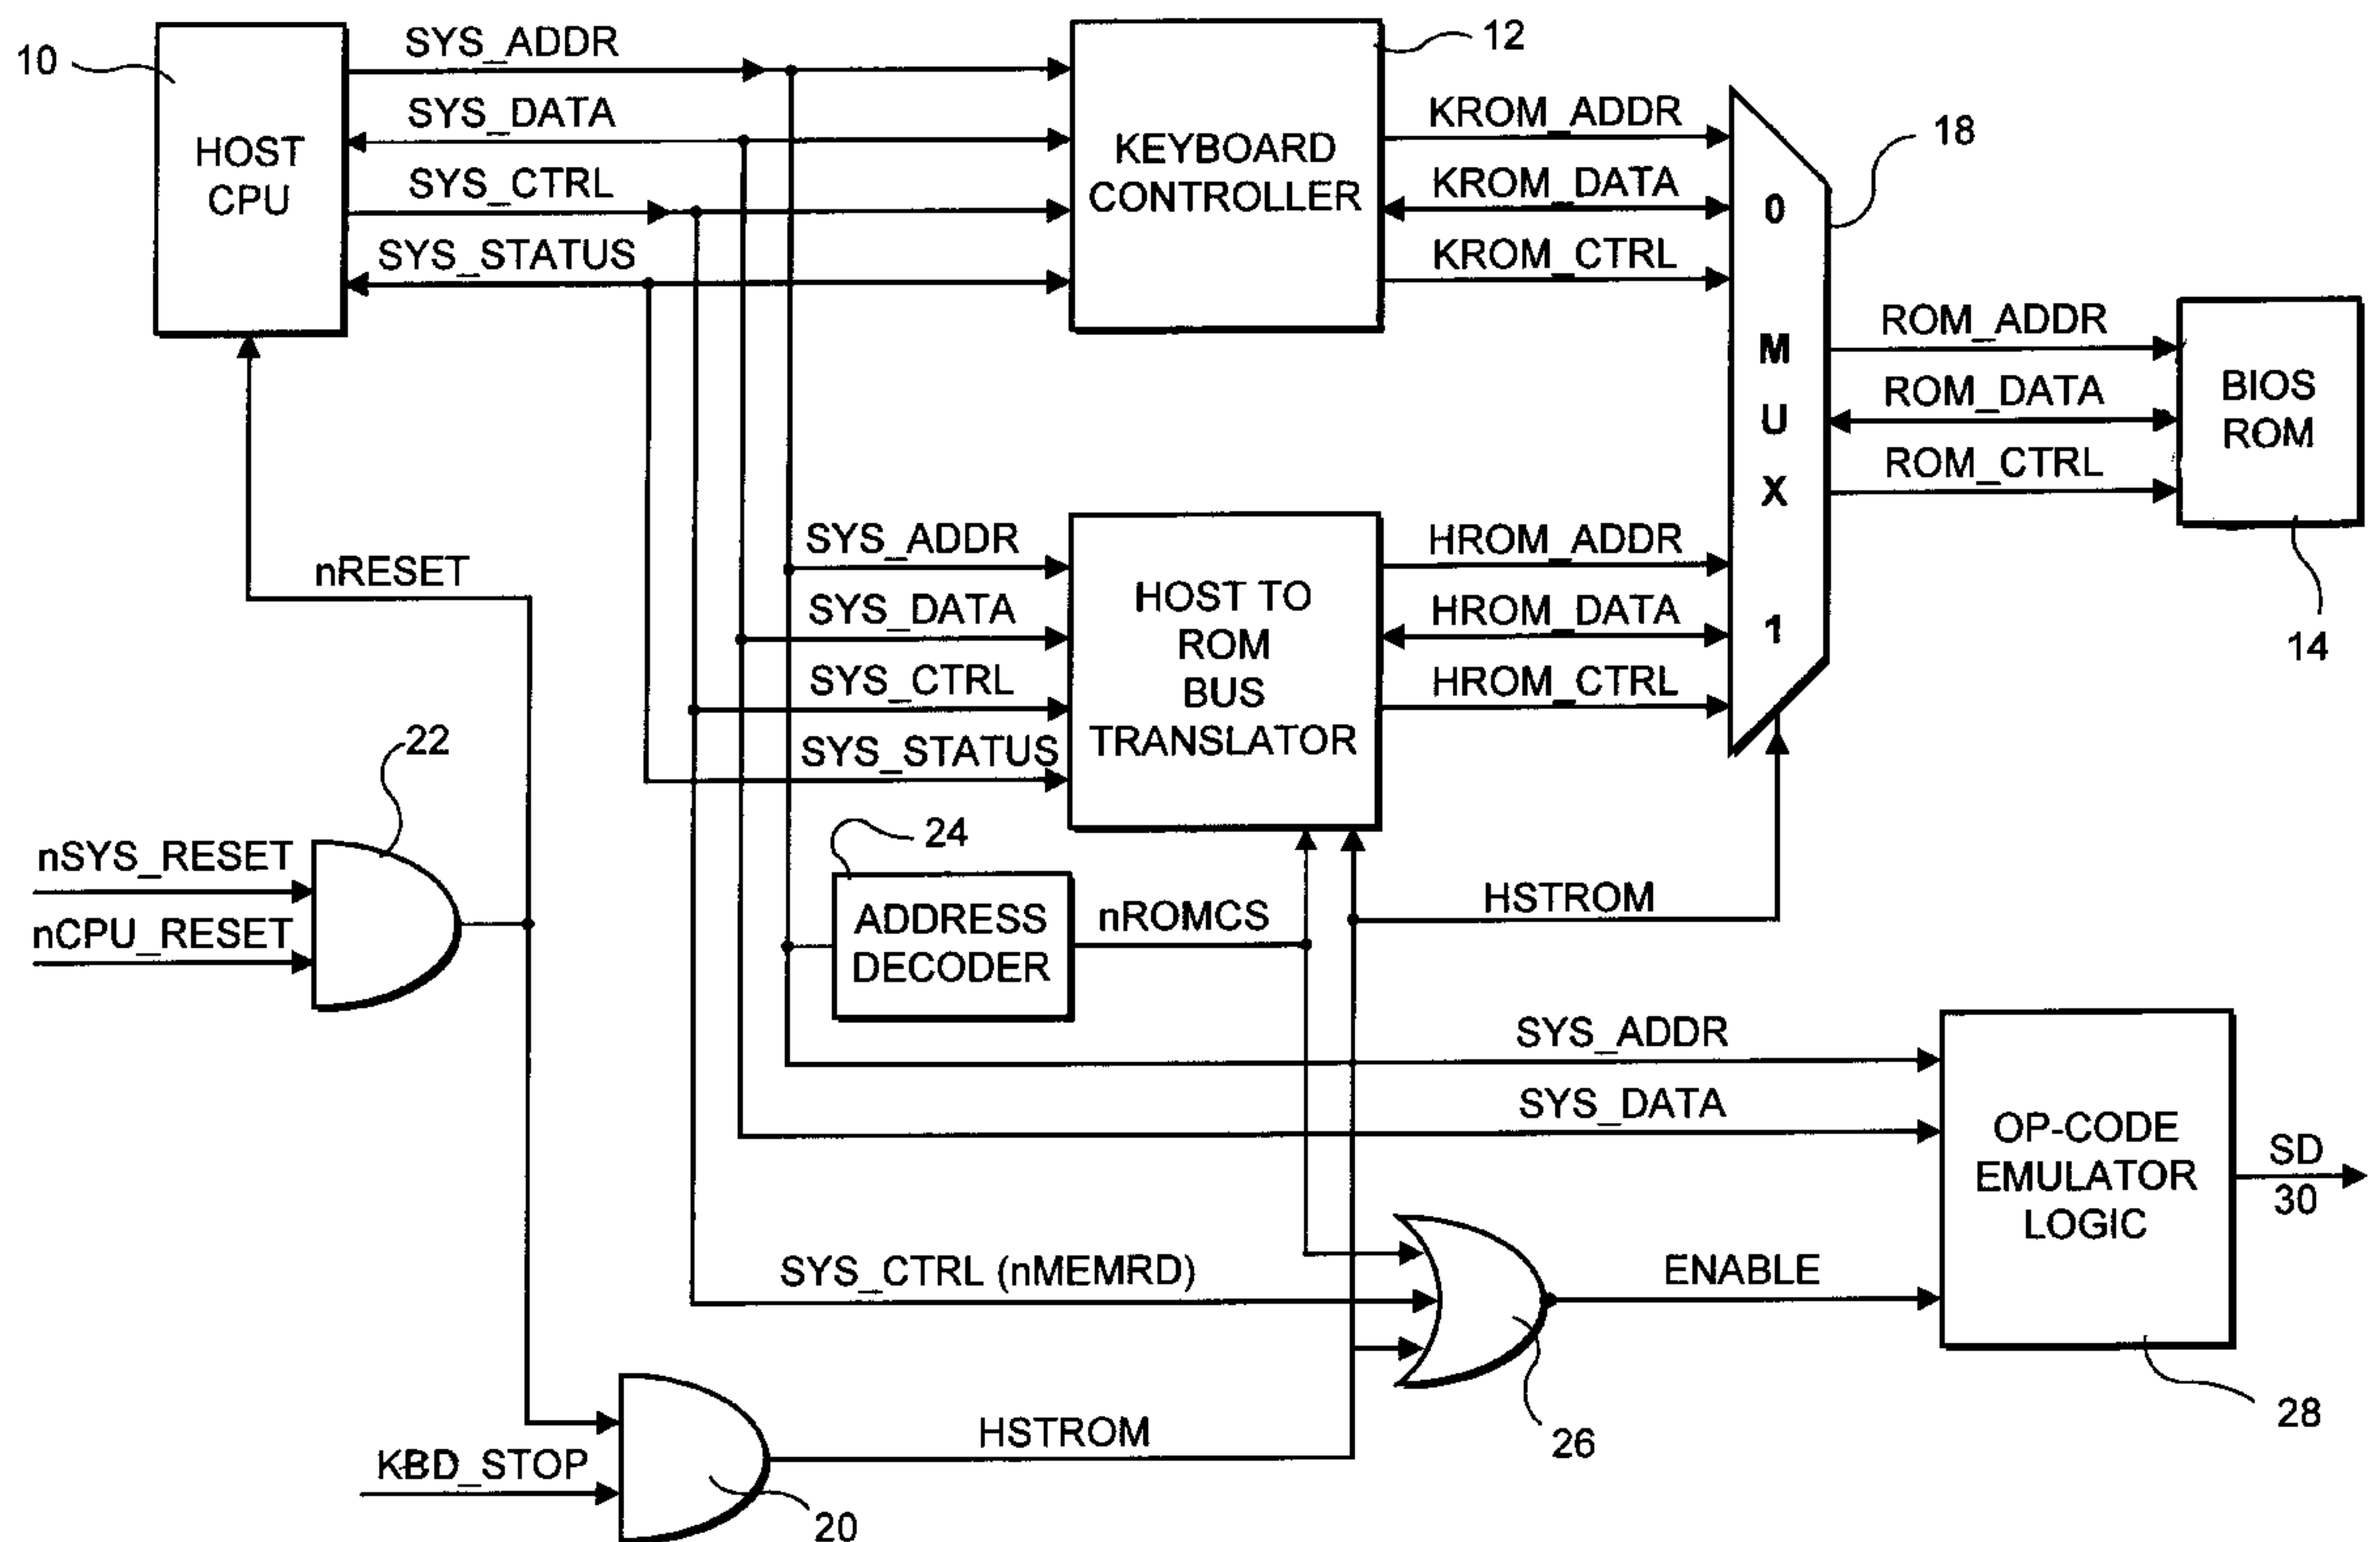 10
HOST
CPU
SYS_ADDR
SYS_DATA
SYS_CTRL
SYS_STATUS
12
KEYBOARD
CONTROLLER
KROM_ADDR
KROM_DATA
KROM_CTRL
18
0
M
U
X
1
ROM_ADDR
ROM_DATA
ROM_CTRL
BIOS
ROM
14
nRESET
SYS_ADDR
SYS_DATA
SYS_CTRL
SYS_STATUS
HOST TO
ROM
BUS
TRANSLATOR
HROM_ADDR
HROM_DATA
HROM_CTRL
22
nSYS_RESET
nCPU_RESET
24
ADDRESS
DECODER
nROMCS
HSTROM
SYS_ADDR
SYS_DATA
OP-CODE
EMULATOR
LOGIC
SD
30
SYS_CTRL (nMEMRD)
ENABLE
26
28
KBD_STOP
HSTROM
20